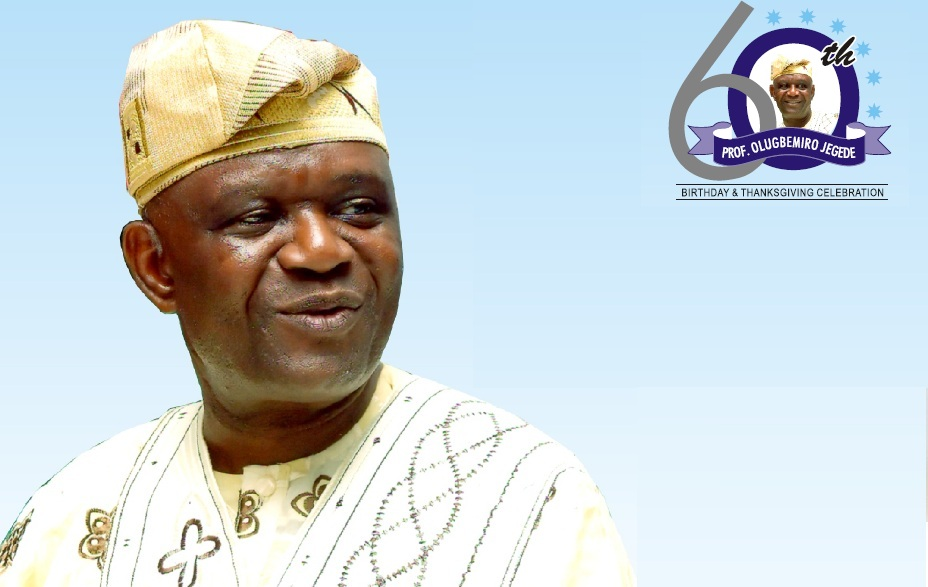 60th
PROF. OLUGBEMIRO JEGEDE
BIRTHDAY & THANKSGIVING CELEBRATION